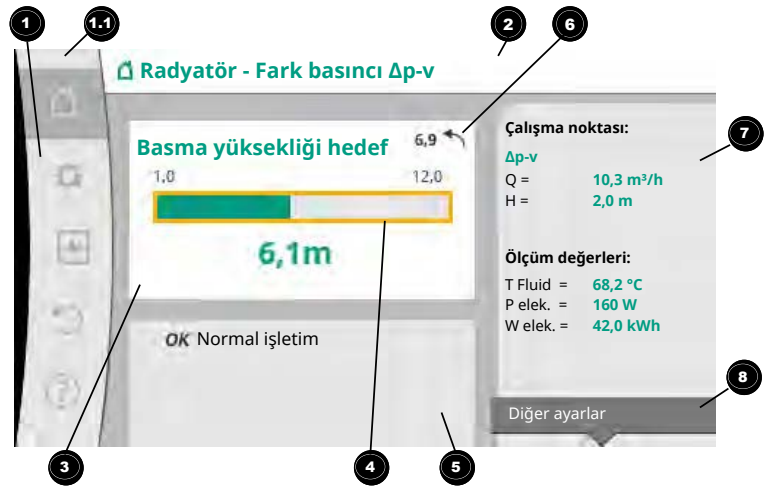 1
1.1
2
6
Radyatör - Fark basıncı Δp-v
Basma yüksekliği hedef
6,9
1,0
12,0
6,1m
OK Normal işletim
Çalışma noktası:
7
Δp-v
Q = 10,3 m³/h
H = 2,0 m
Ölçüm değerleri:
T Fluid = 68,2 °C
P elek. = 160 W
W elek. = 42,0 kWh
8
Diğer ayarlar
3
4
5